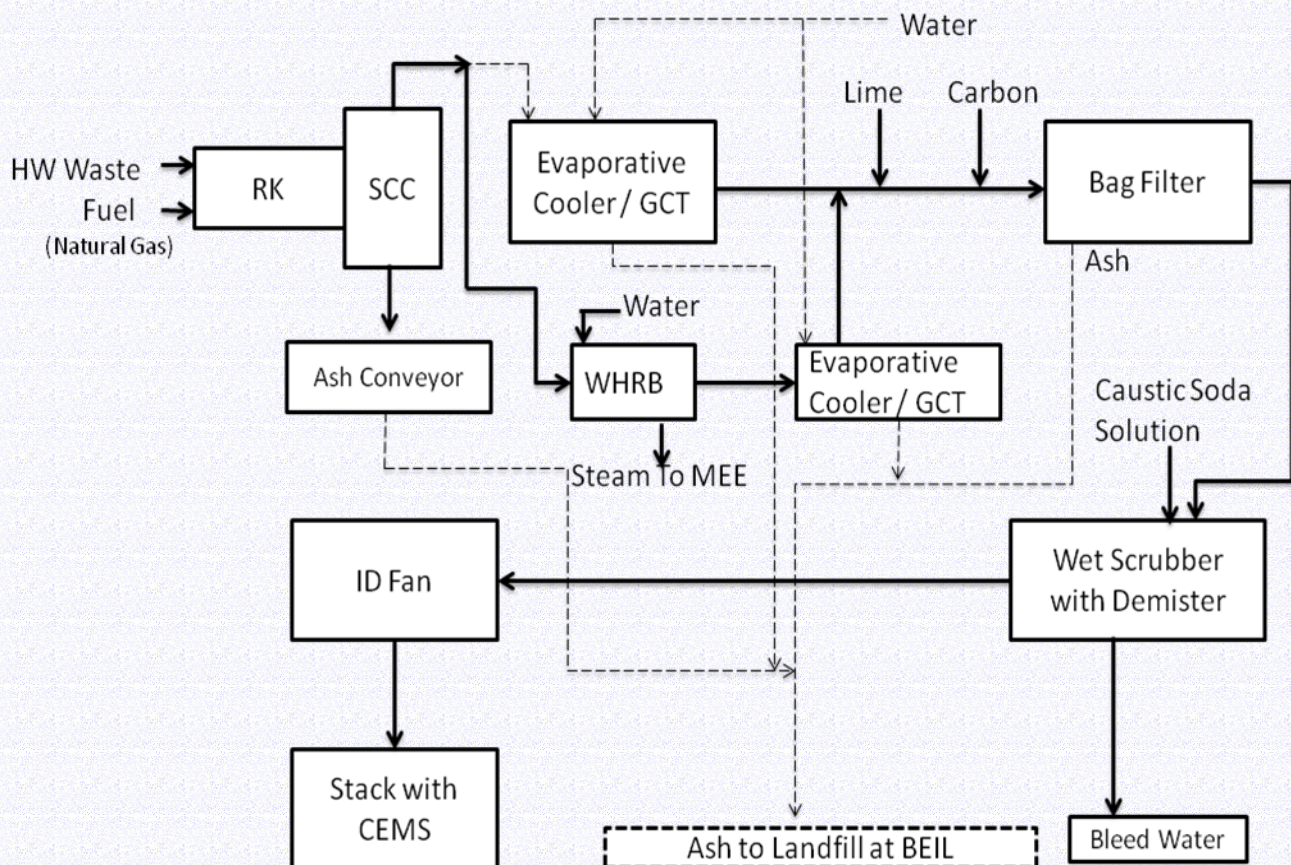 Water
Lime
Carbon
HW Waste
Fuel
(Natural Gas)
RK
SCC
Evaporative
Cooler / GCT
Bag Filter
Ash
Water
Ash Conveyor
WHRB
Evaporative
Cooler / GCT
Caustic Soda
Solution
Steam To MEE
ID Fan
Wet Scrubber
with Demister
Stack with
CEMS
Ash to Landfill at BEIL
Bleed Water